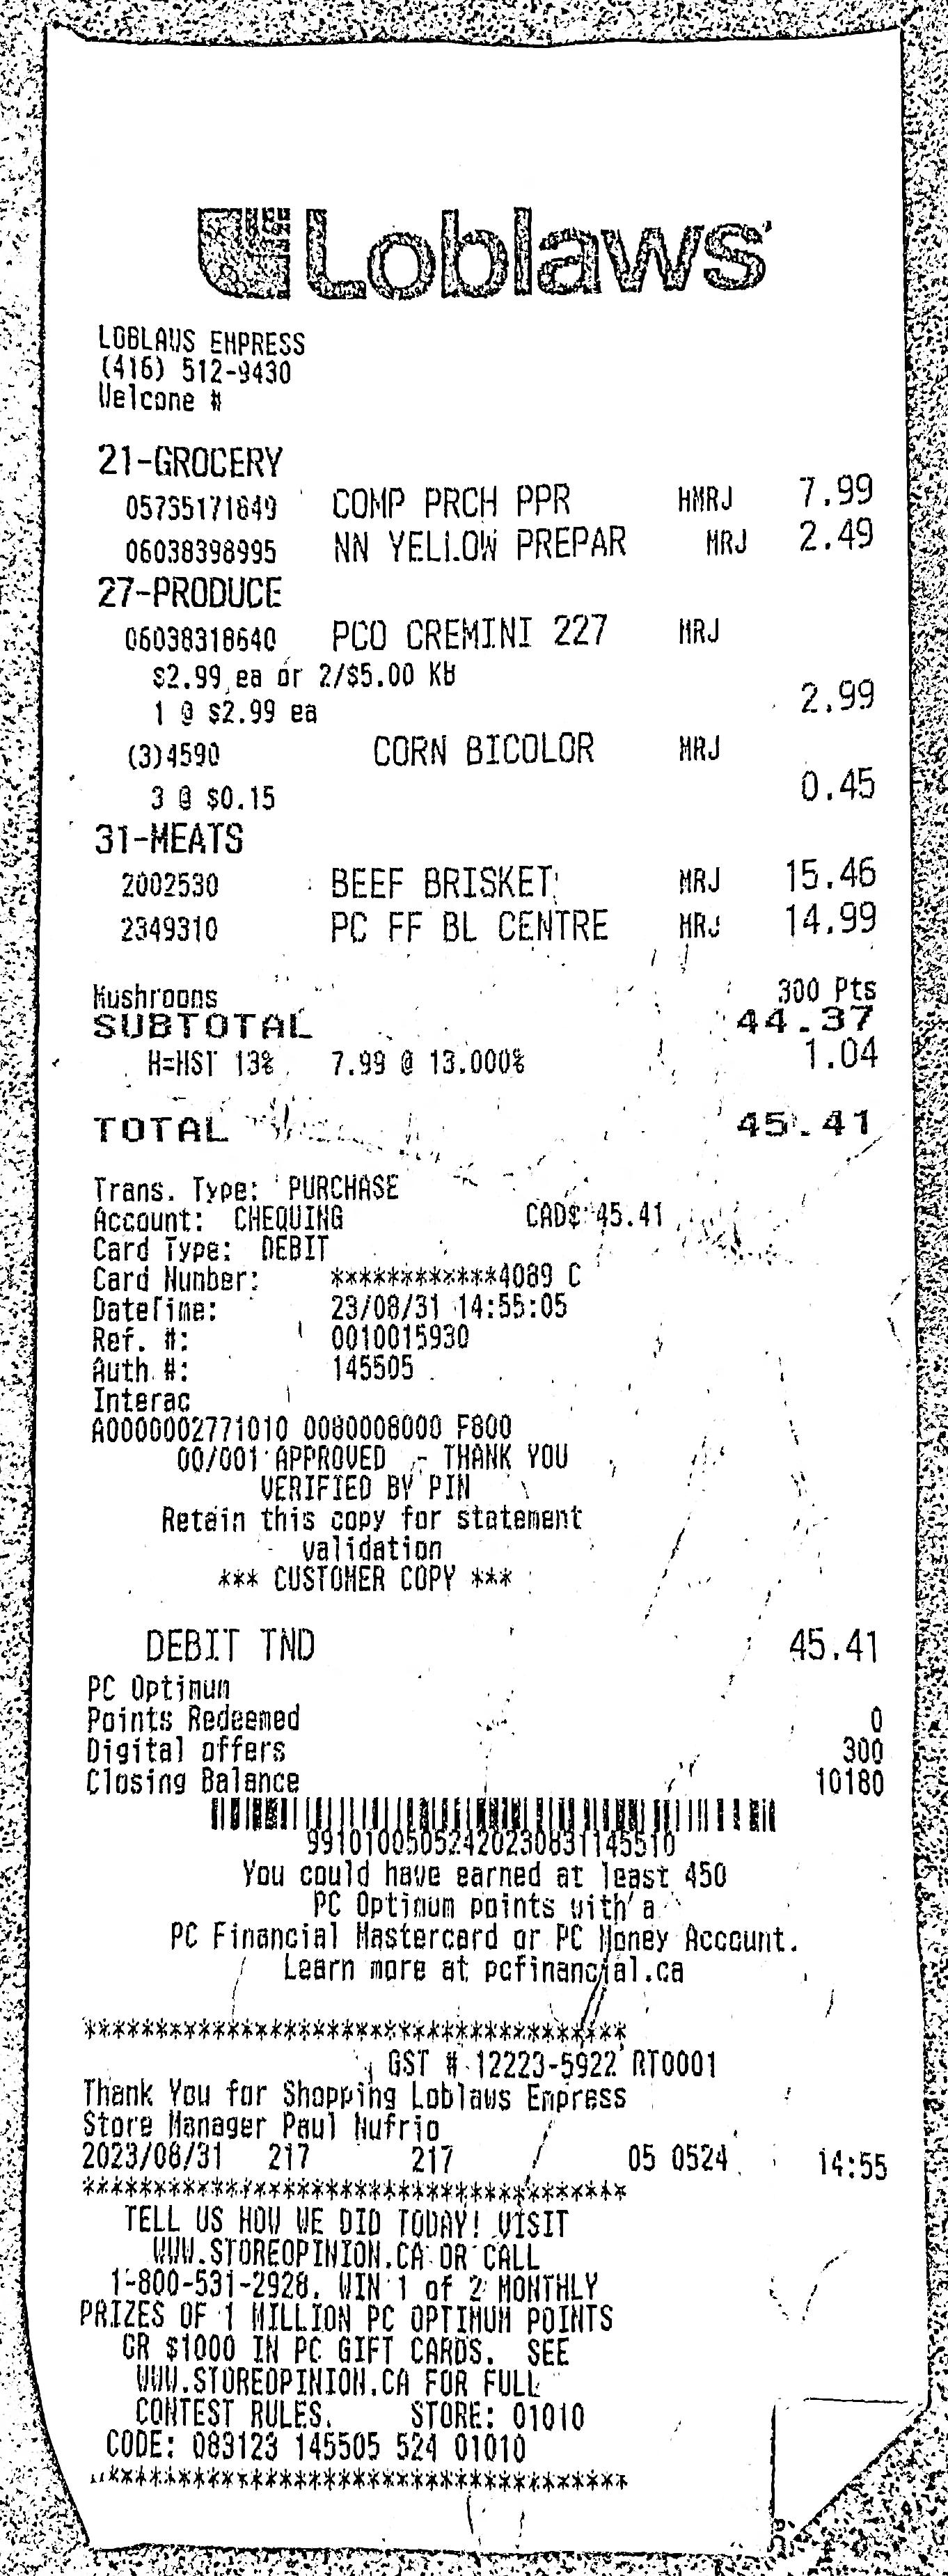 Loblaws
LOBLAWS EMPRESS
(416) 512-9430
Welcome #
21-GROCERY
05735171649 COMP PRCH PPR HMRJ 7.99
06038398995 NN YELLOW PREPAR MRJ 2.49
27-PRODUCE
06038318640 PCO CREMINI 227 MRJ
$2.99 ea or 2/$5.00 KB
1 @ $2.99 ea 2.99
(3)4590 CORN BICOLOR MRJ
3 @ $0.15 0.45
31-MEATS
2002530 BEEF BRISKET MRJ 15.46
2349310 PC FF BL CENTRE MRJ 14.99
Mushrooms 300 Pts
SUBTOTAL 44.37
H=HST 13% 7.99 @ 13.000% 1.04
TOTAL 45.41
Trans. Type: PURCHASE
Account: CHEQUING CAD$ 45.41
Card Type: DEBIT
Card Number: ************4089 C
DateTime: 23/08/31 14:55:05
Ref. #: 0010015930
Auth #: 145505
Interac
A0000002771010 0080008000 F800
00/001 APPROVED - THANK YOU
VERIFIED BY PIN
Retain this copy for statement
validation
*** CUSTOMER COPY ***
DEBIT TND 45.41
PC Optimum
Points Redeemed 0
Digital offers 300
Closing Balance 10180
99101005052420230831145510
You could have earned at least 450
PC Optimum points with a
PC Financial Mastercard or PC Money Account.
Learn more at pcfinancial.ca
***************************************
GST # 12223-5922 RT0001
Thank You for Shopping Loblaws Empress
Store Manager Paul Nufrio
2023/08/31 217 217 05 0524 14:55
***************************************
TELL US HOW WE DID TODAY! VISIT
WWW.STOREOPINION.CA OR CALL
1-800-531-2928. WIN 1 of 2 MONTHLY
PRIZES OF 1 MILLION PC OPTIMUM POINTS
OR $1000 IN PC GIFT CARDS. SEE
WWW.STOREOPINION.CA FOR FULL
CONTEST RULES. STORE: 01010
CODE: 083123 145505 524 01010
***************************************